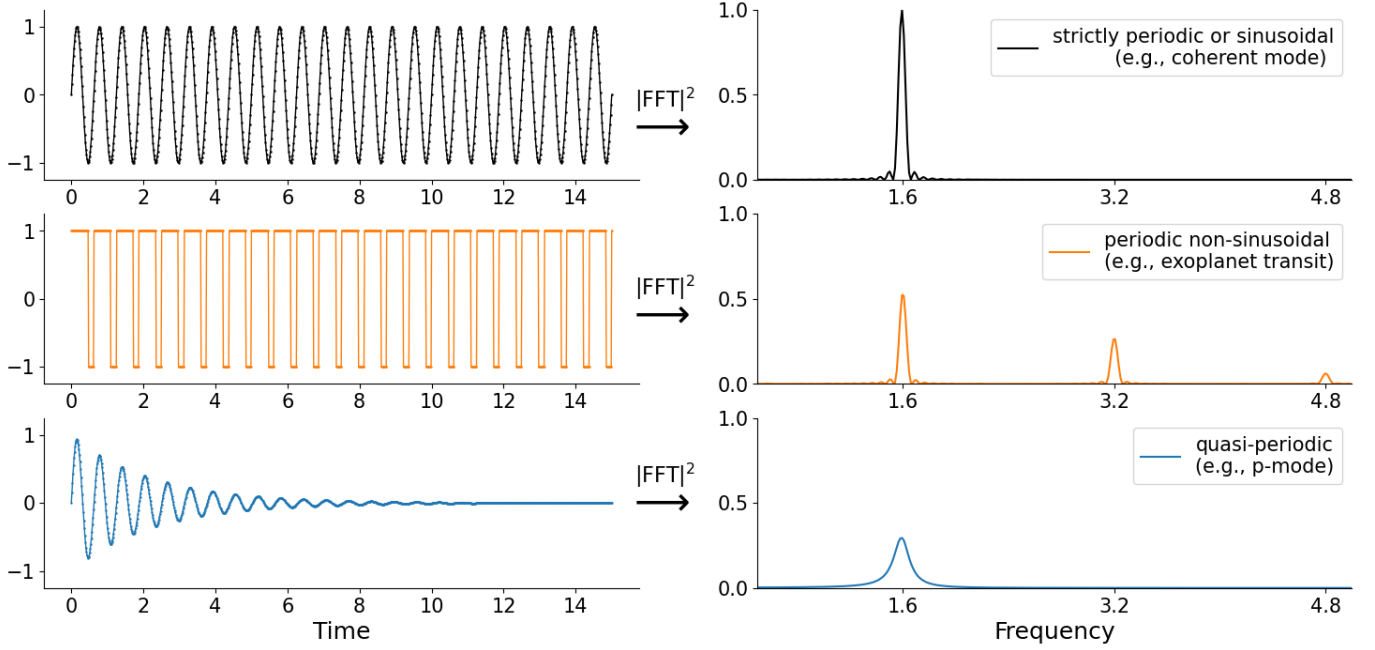 1
0
−1
0 2 4 6 8 10 12 14
|FFT|²
1.0
0.5
0.0
1.6 3.2 4.8
strictly periodic or sinusoidal
(e.g., coherent mode)
1
0
−1
0 2 4 6 8 10 12 14
|FFT|²
1.0
0.5
0.0
1.6 3.2 4.8
periodic non-sinusoidal
(e.g., exoplanet transit)
1
0
−1
0 2 4 6 8 10 12 14
Time
|FFT|²
1.0
0.5
0.0
1.6 3.2 4.8
quasi-periodic
(e.g., p-mode)
Frequency